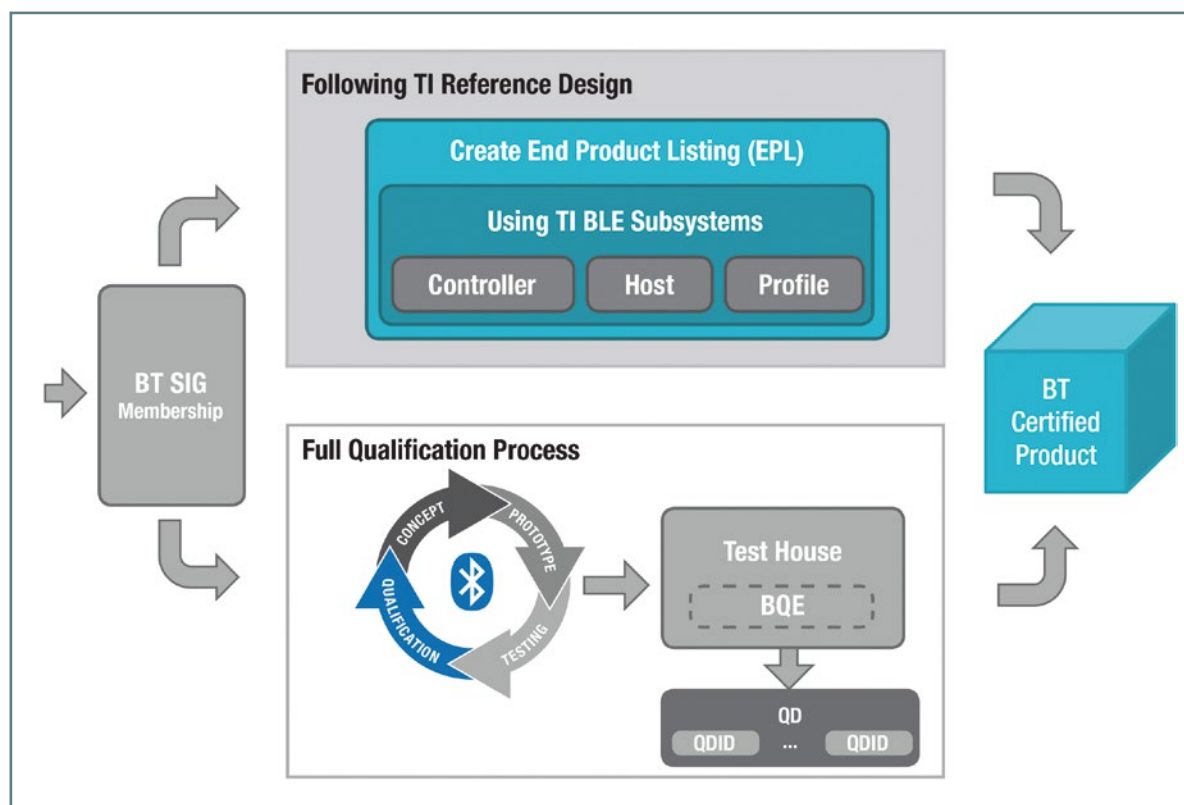 Following TI Reference Design
Create End Product Listing (EPL)
Using TI BLE Subsystems
Controller
Host
Profile
BT SIG
Membership
BT
Certified
Product
Full Qualification Process
CONCEPT
PROTOTYPE
TESTING
QUALIFICATION
Test House
BQE
QD
QDID ... QDID